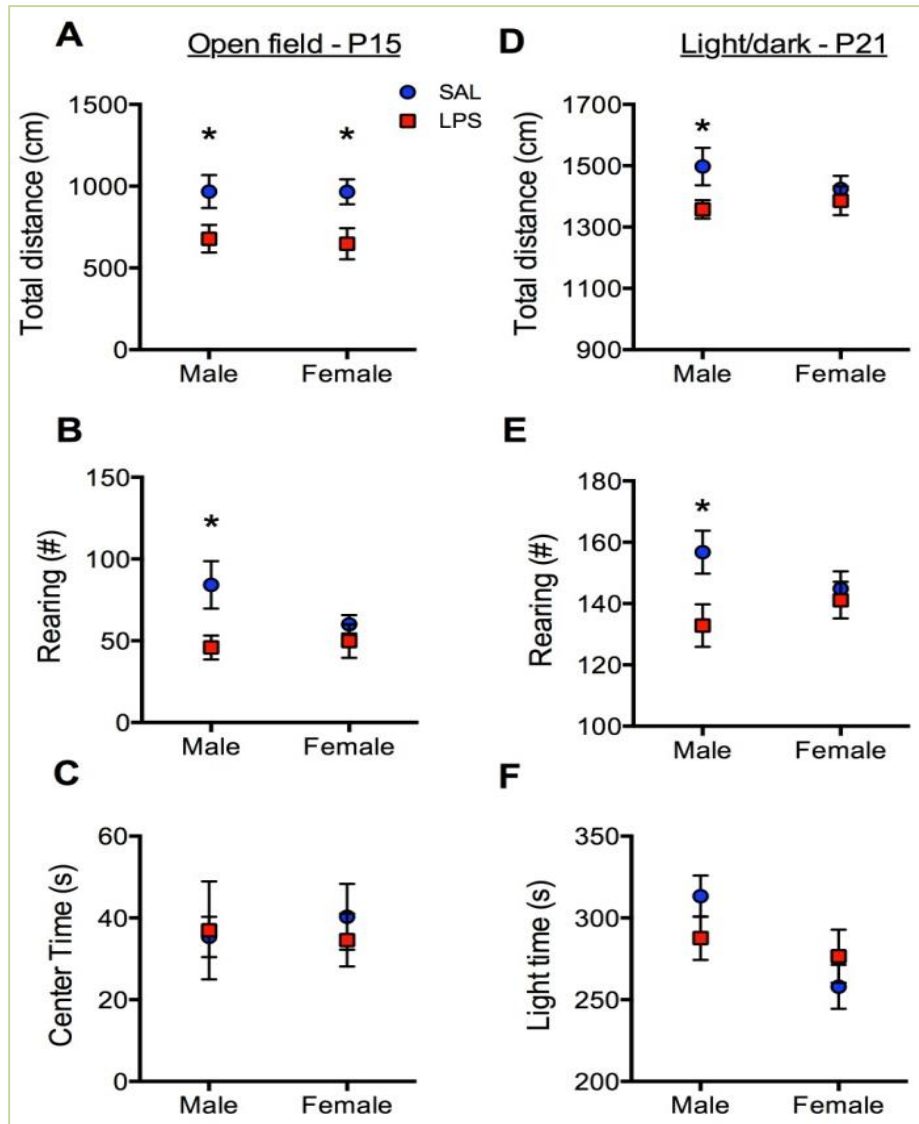 A
Open field - P15
SAL
LPS
Total distance (cm)
1500
*
*
1000
500
0
Male
Female
D
Light/dark - P21
Total distance (cm)
1700
*
1500
1300
1100
900
Male
Female
B
Rearing (#)
150
*
100
50
0
Male
Female
E
Rearing (#)
180
*
160
140
120
100
Male
Female
C
Center Time (s)
60
40
20
0
Male
Female
F
Light time (s)
350
300
250
200
Male
Female